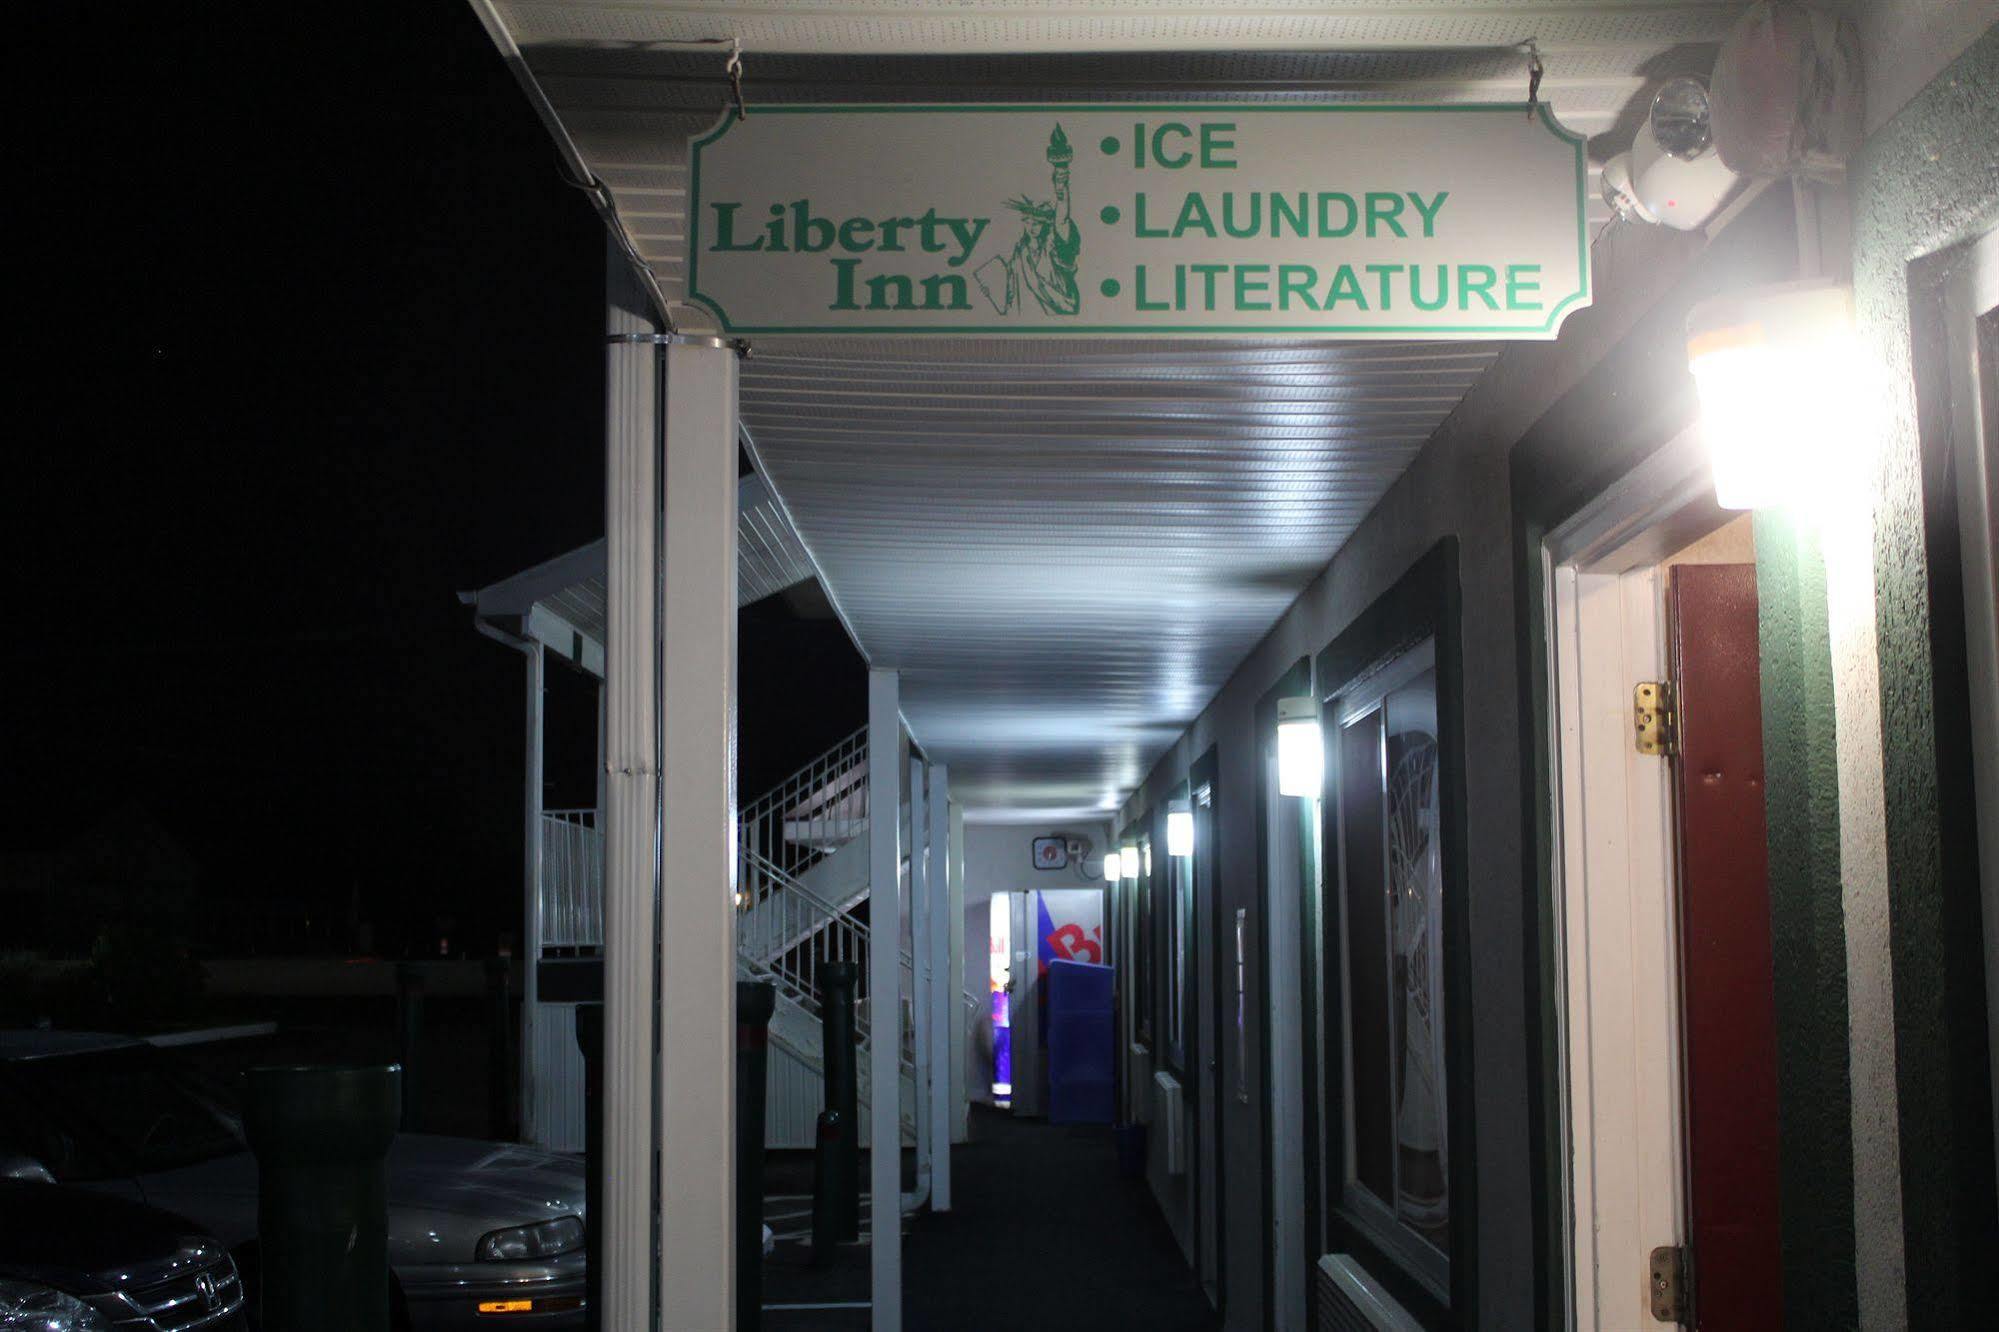 Liberty
Inn
• ICE
• LAUNDRY
• LITERATURE